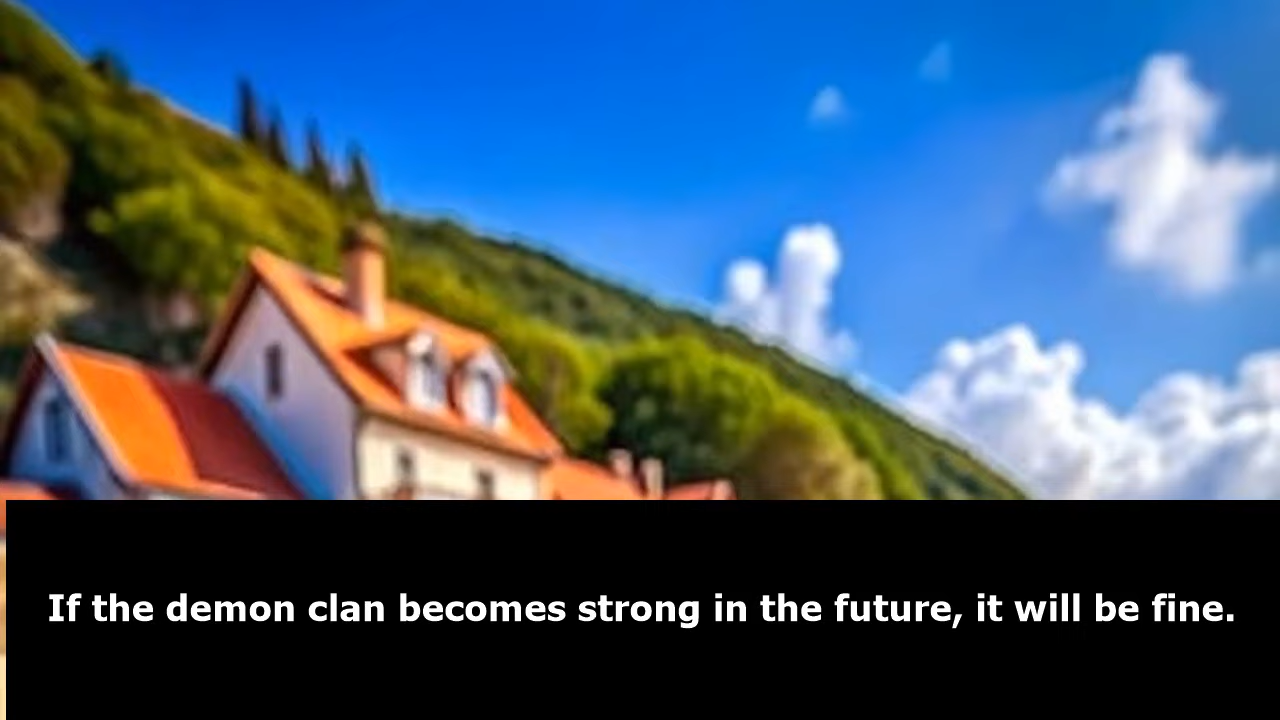 If the demon clan becomes strong in the future, it will be fine.